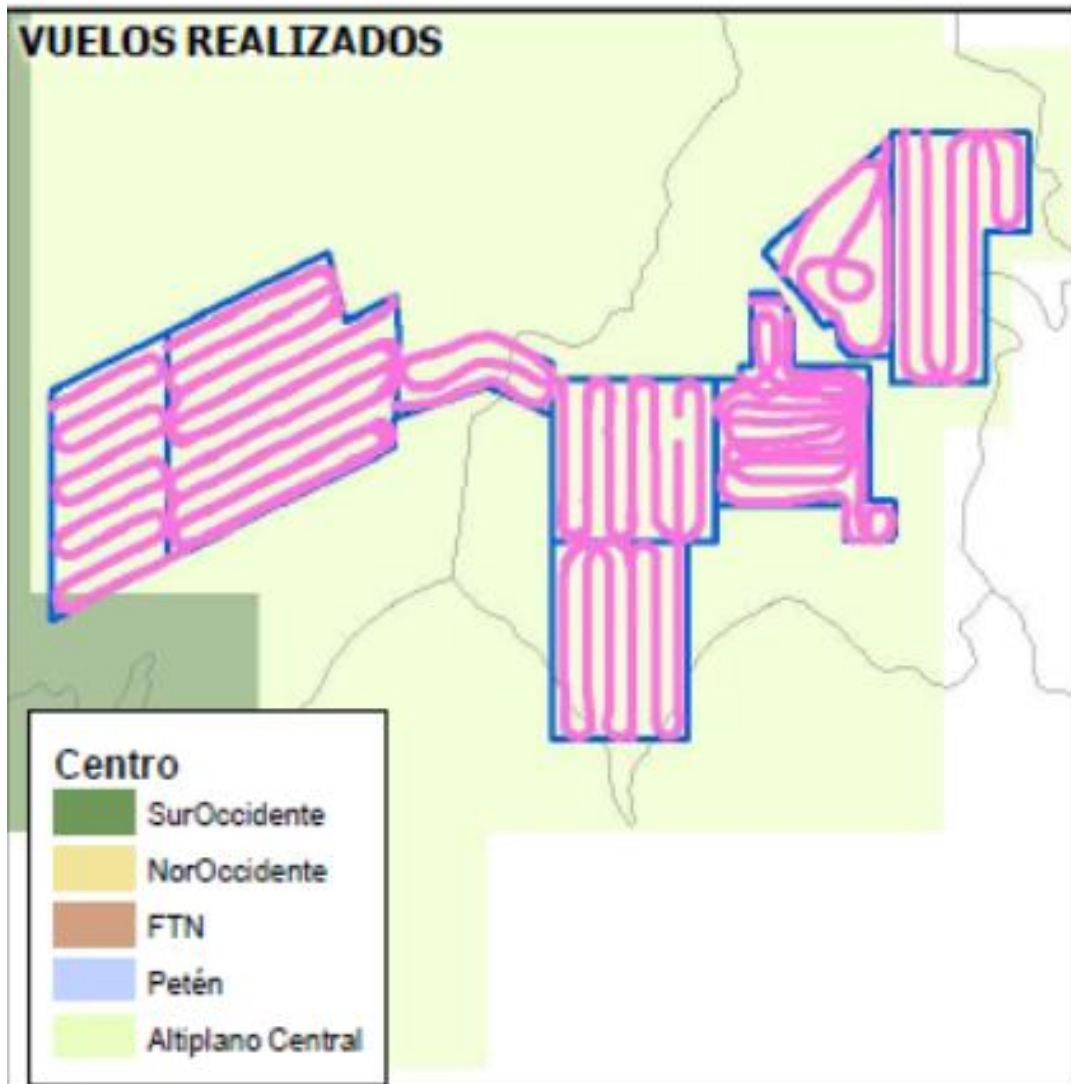 VUELOS REALIZADOS
Centro
SurOccidente
NorOccidente
FTN
Petén
Altiplano Central